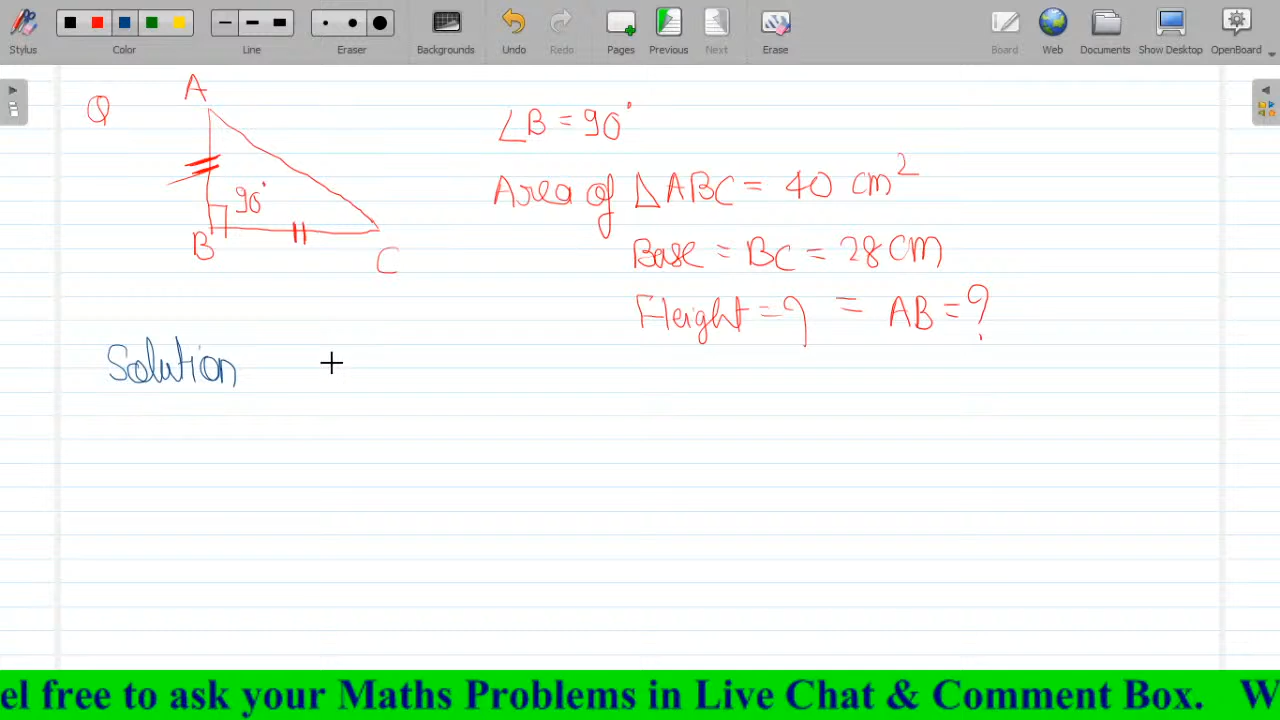 Stylus Color Line Eraser Backgrounds Undo Redo Pages Previous Next Erase Board Web Documents Show Desktop OpenBoard
Q
A
90°
B
C
∠B = 90°
Area of △ABC = 40 cm²
Base = BC = 28 cm
Height = ? = AB = ?
Solution
el free to ask your Maths Problems in Live Chat & Comment Box. W